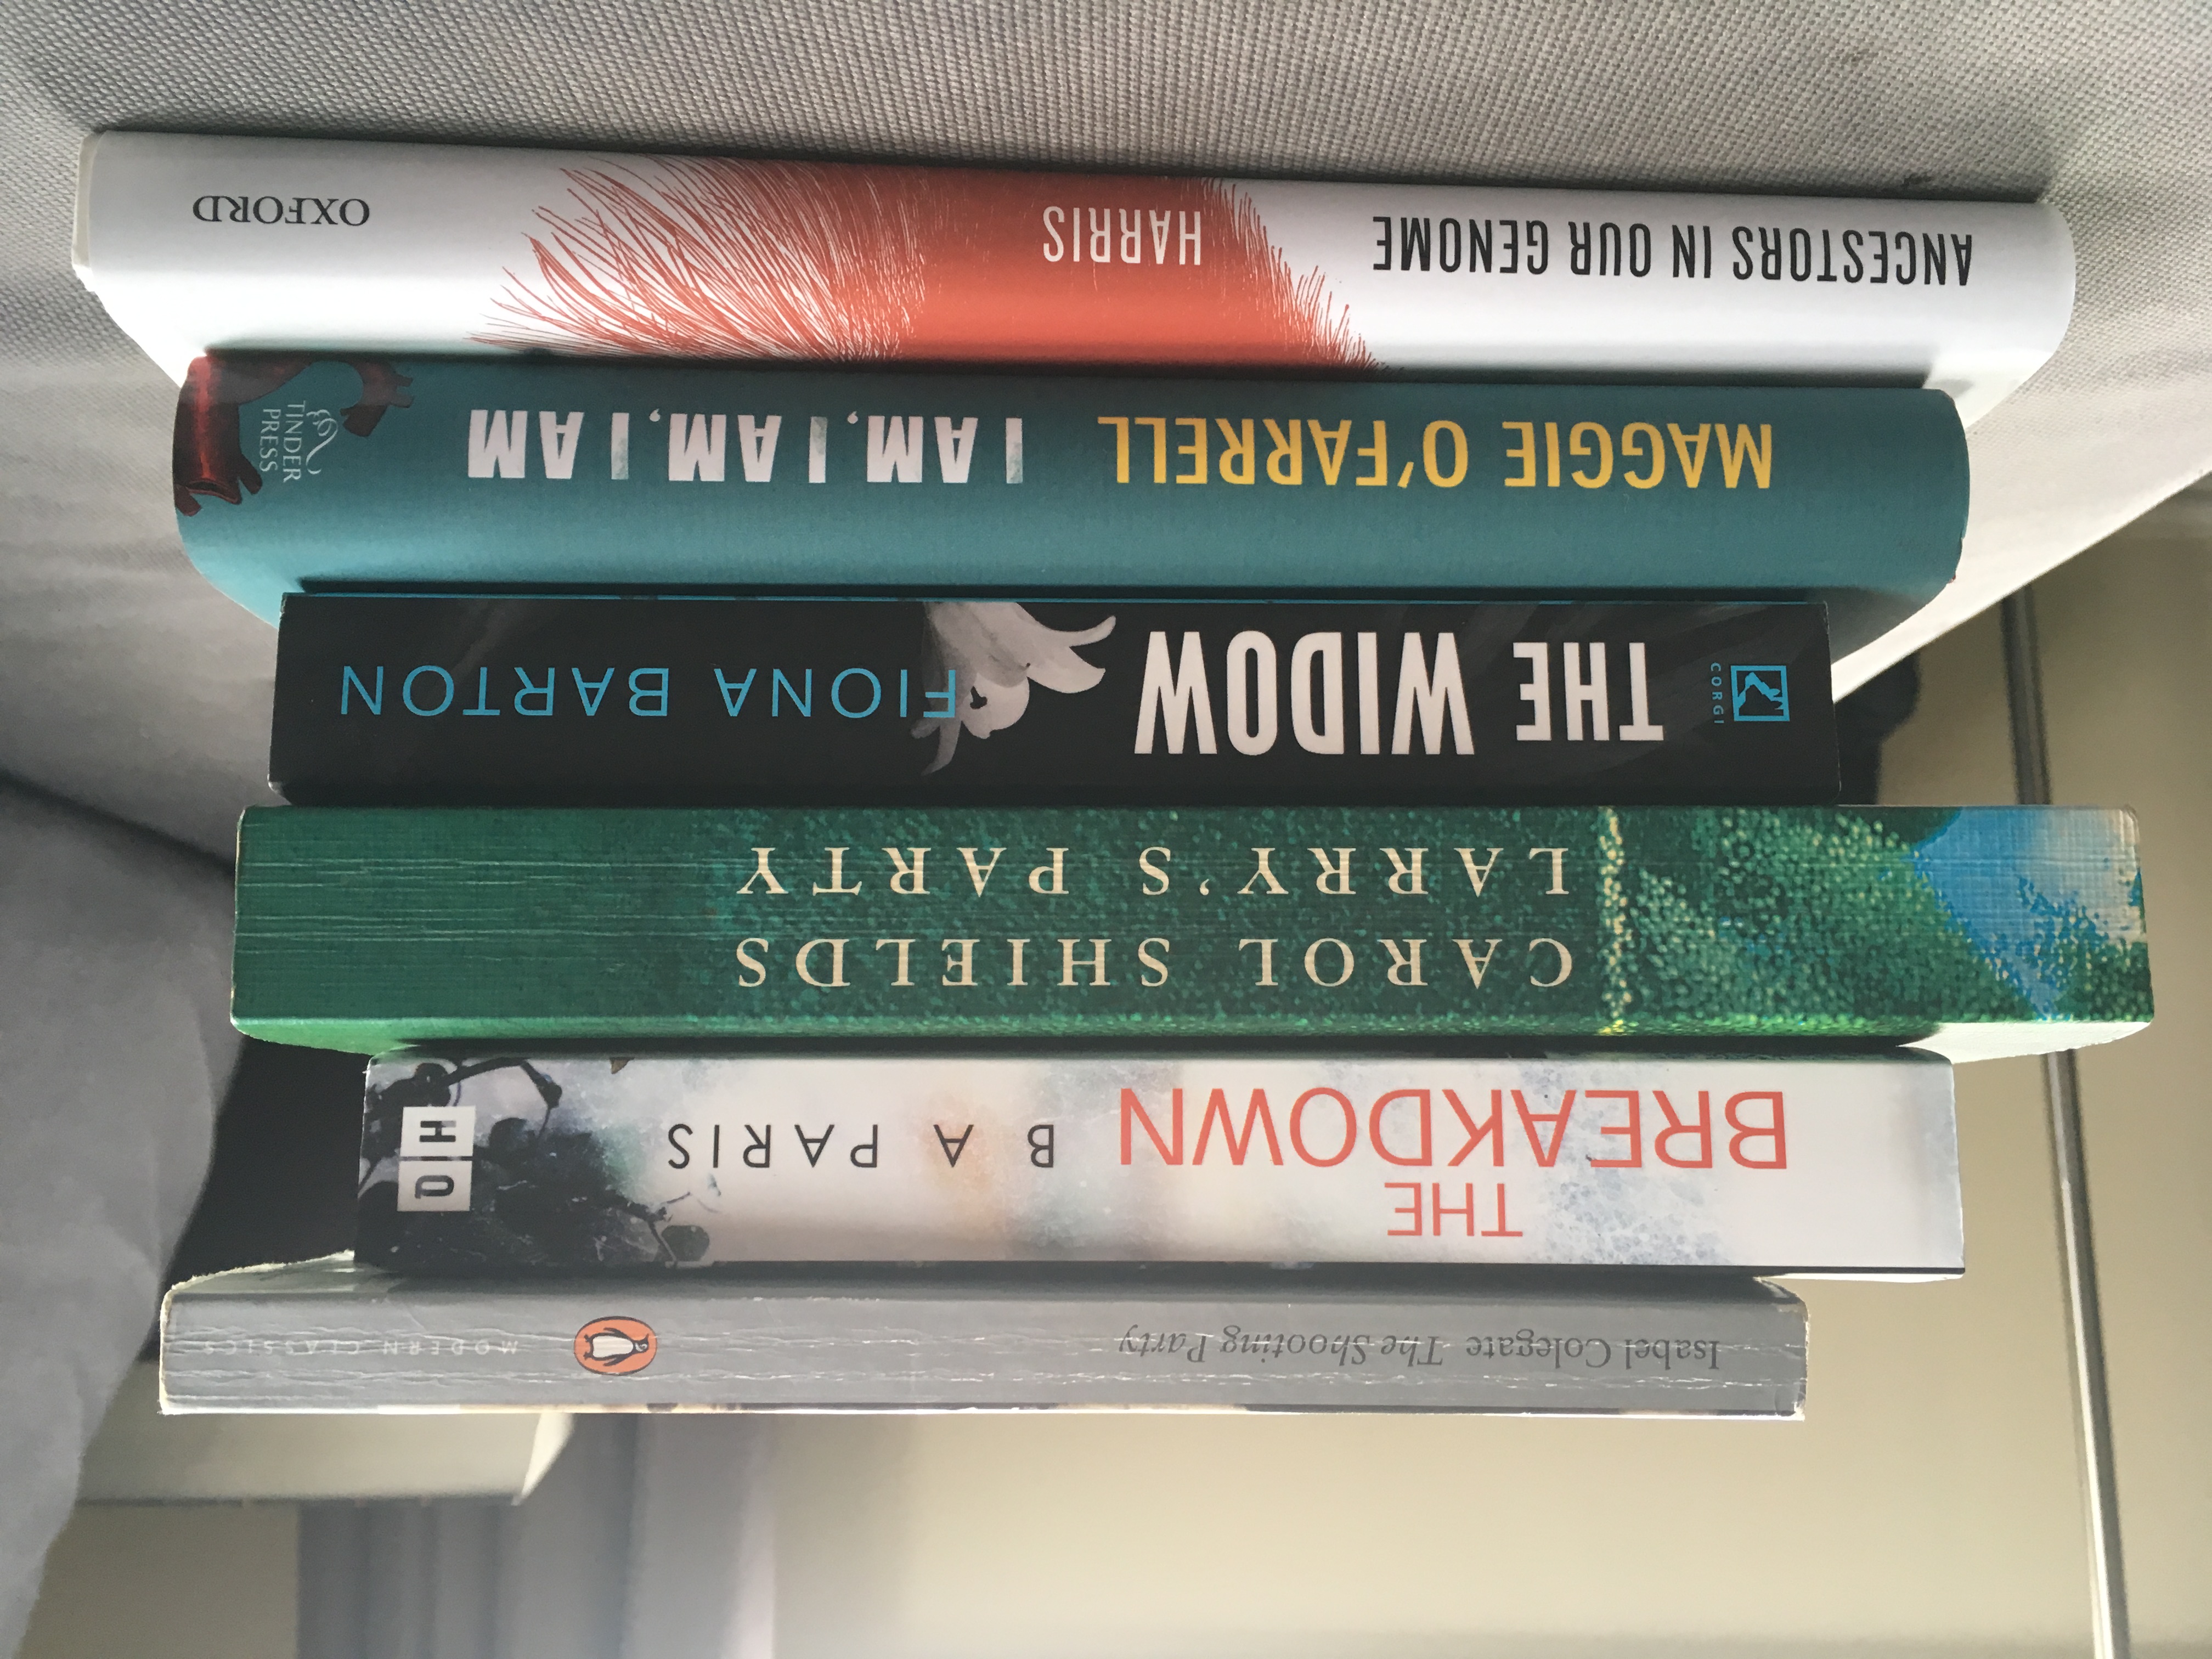 Isabel Colegate The Shooting Party MODERN CLASSICS
THE
BREAKDOWN B A PARIS HQ
CAROL SHIELDS
LARRY'S PARTY
CORGI THE WIDOW FIONA BARTON
MAGGIE O'FARRELL I AM, I AM, I AM TINDER
PRESS
ANCESTORS IN OUR GENOME HARRIS OXFORD